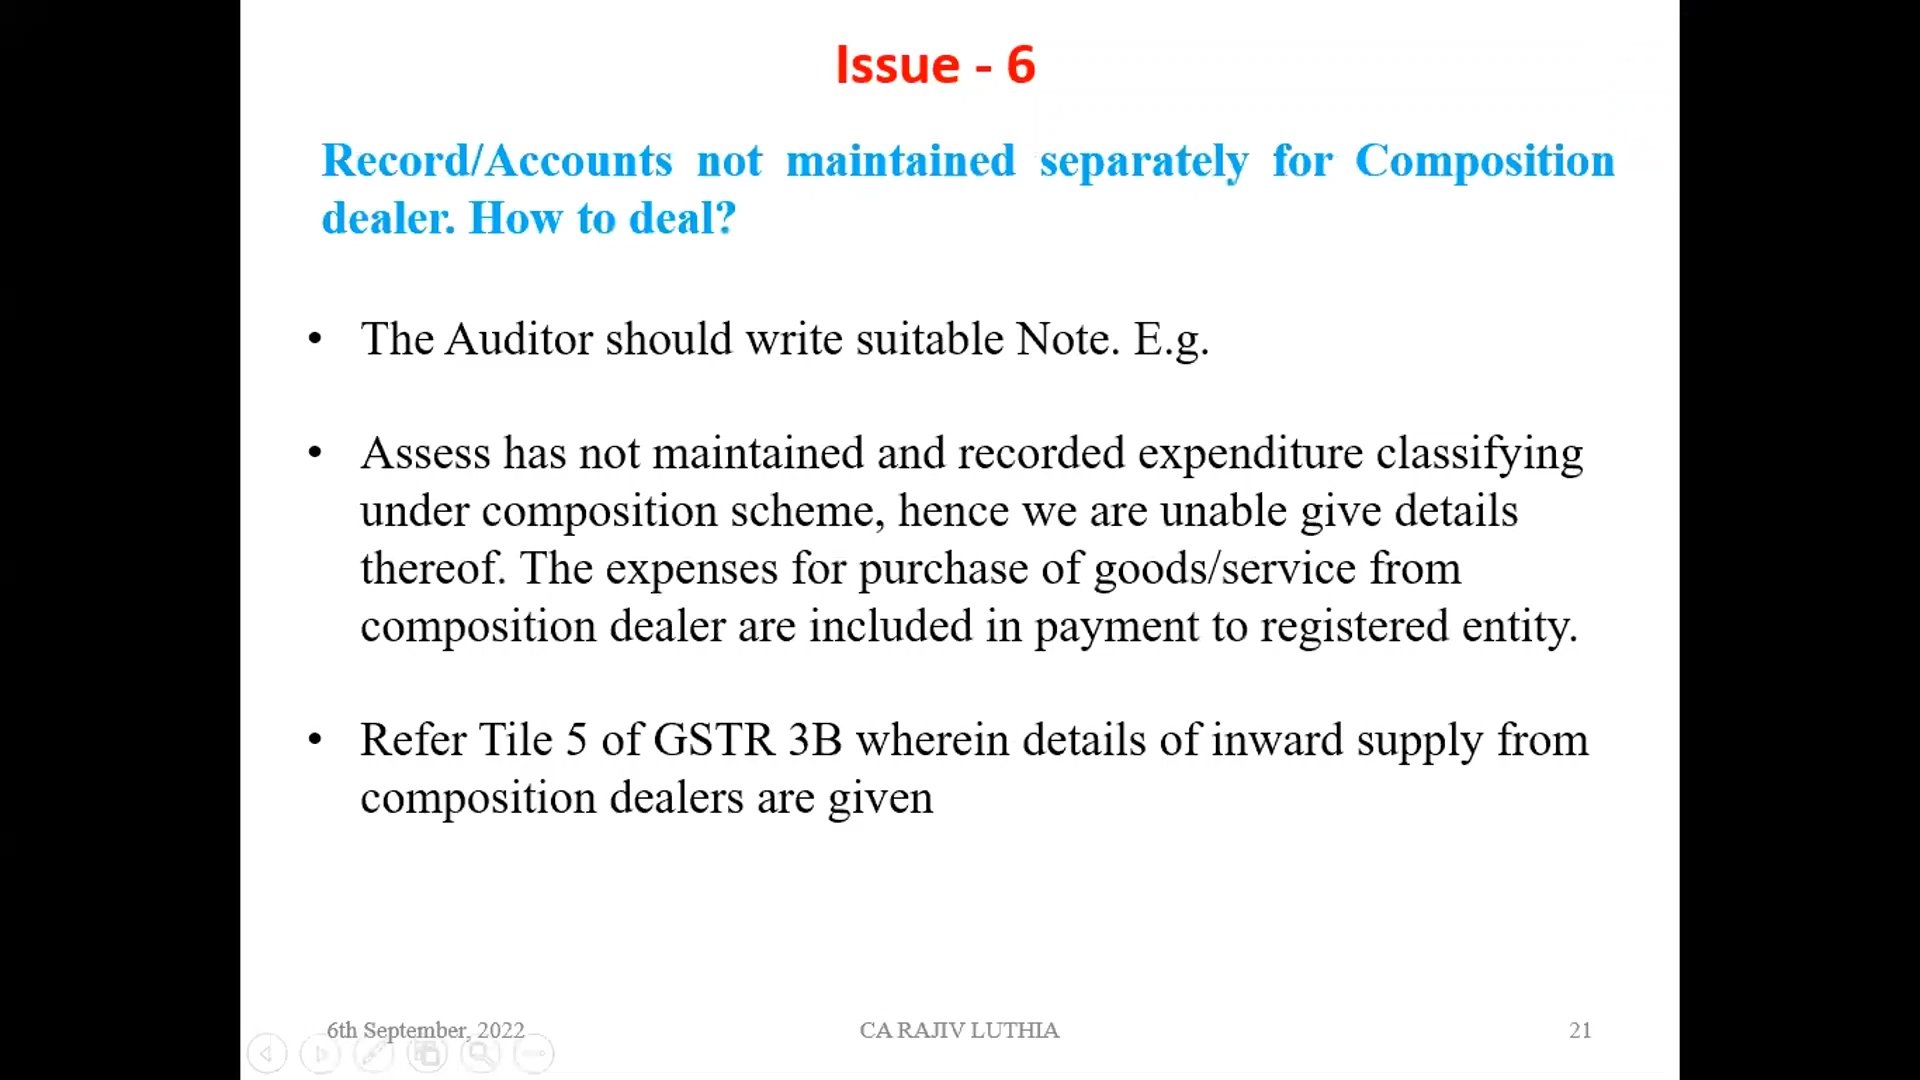 Issue - 6
Record/Accounts not maintained separately for Composition
dealer. How to deal?
• The Auditor should write suitable Note. E.g.
• Assess has not maintained and recorded expenditure classifying
under composition scheme, hence we are unable give details
thereof. The expenses for purchase of goods/service from
composition dealer are included in payment to registered entity.
• Refer Tile 5 of GSTR 3B wherein details of inward supply from
composition dealers are given
6th September, 2022
CA RAJIV LUTHIA
21